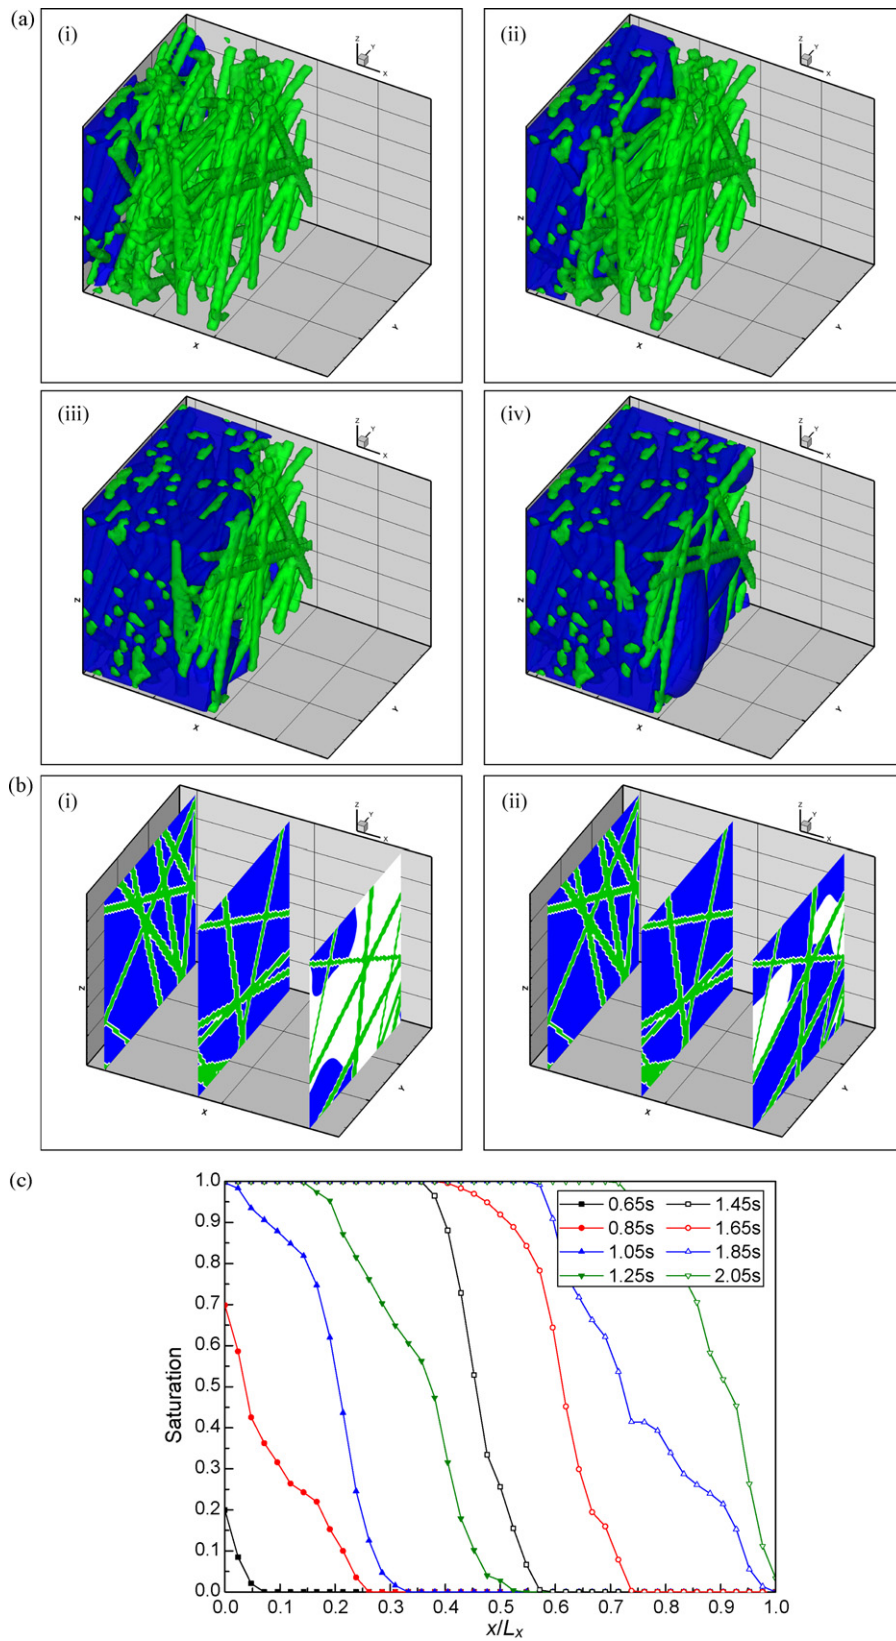 (a)
(i)
Z
Y
X
Z
X
Y
(ii)
Z
Y
X
Z
X
Y
(iii)
Z
Y
X
Z
X
Y
(iv)
Z
Y
X
Z
X
Y
(b)
(i)
Z
Y
X
Z
X
Y
(ii)
Z
Y
X
Z
X
Y
(c)
1.0
0.9
0.8
0.7
0.6
0.5
0.4
0.3
0.2
0.1
0.0
Saturation
0.65s 1.45s
0.85s 1.65s
1.05s 1.85s
1.25s 2.05s
0.0 0.1 0.2 0.3 0.4 0.5 0.6 0.7 0.8 0.9 1.0
x/Lx